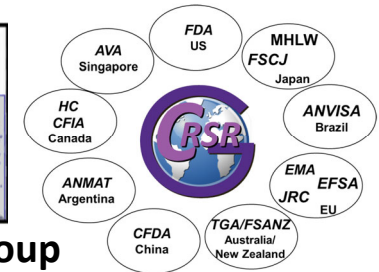 FDA
US
AVA
Singapore
MHLW
FSCJ
Japan
HC
CFIA
Canada
CRSR
ANVISA
Brazil
ANMAT
Argentina
EMA
EFSA
JRC
EU
CFDA
China
TGA/FSANZ
Australia/
New Zealand
oup